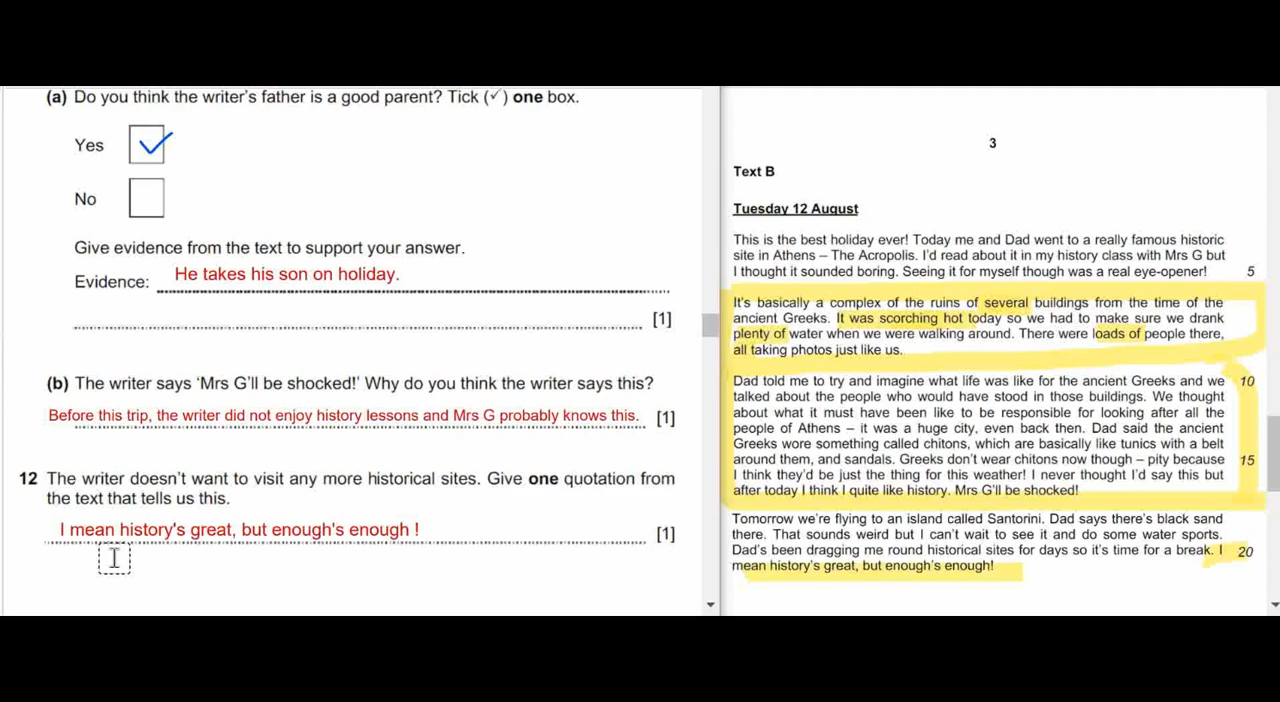 (a) Do you think the writer's father is a good parent? Tick (✓) one box.
Yes
No
Give evidence from the text to support your answer.
Evidence: He takes his son on holiday.
[1]
(b) The writer says 'Mrs G'll be shocked!' Why do you think the writer says this?
Before this trip, the writer did not enjoy history lessons and Mrs G probably knows this. [1]
12 The writer doesn't want to visit any more historical sites. Give one quotation from
the text that tells us this.
I mean history's great, but enough's enough ! [1]
3
Text B
Tuesday 12 August
This is the best holiday ever! Today me and Dad went to a really famous historic
site in Athens – The Acropolis. I'd read about it in my history class with Mrs G but
I thought it sounded boring. Seeing it for myself though was a real eye-opener! 5
It's basically a complex of the ruins of several buildings from the time of the
ancient Greeks. It was scorching hot today so we had to make sure we drank
plenty of water when we were walking around. There were loads of people there,
all taking photos just like us.
Dad told me to try and imagine what life was like for the ancient Greeks and we 10
talked about the people who would have stood in those buildings. We thought
about what it must have been like to be responsible for looking after all the
people of Athens – it was a huge city, even back then. Dad said the ancient
Greeks wore something called chitons, which are basically like tunics with a belt
around them, and sandals. Greeks don't wear chitons now though – pity because 15
I think they'd be just the thing for this weather! I never thought I'd say this but
after today I think I quite like history. Mrs G'll be shocked!
Tomorrow we're flying to an island called Santorini. Dad says there's black sand
there. That sounds weird but I can't wait to see it and do some water sports.
Dad's been dragging me round historical sites for days so it's time for a break. I 20
mean history's great, but enough's enough!